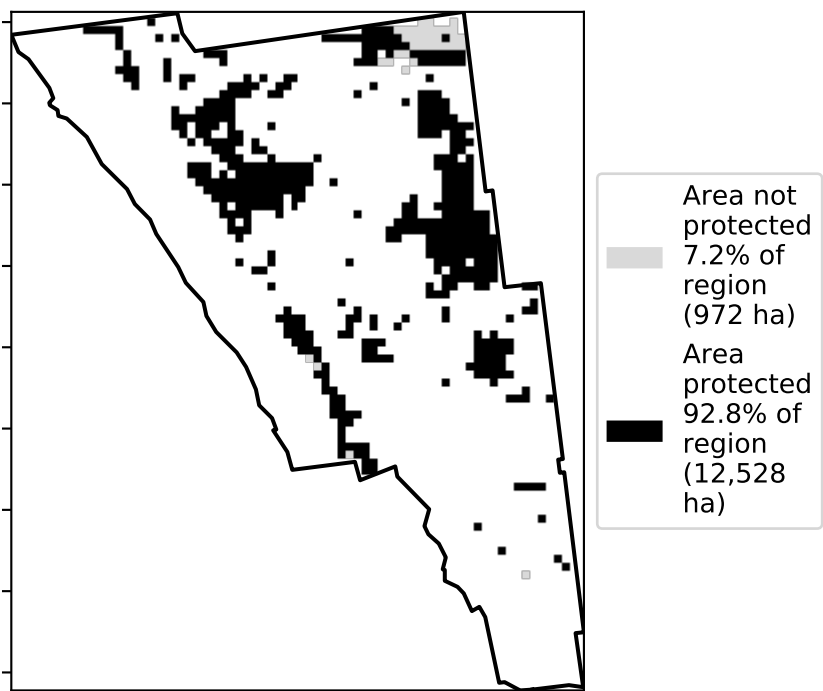 Area not
protected
7.2% of
region
(972 ha)
Area
protected
92.8% of
region
(12,528
ha)